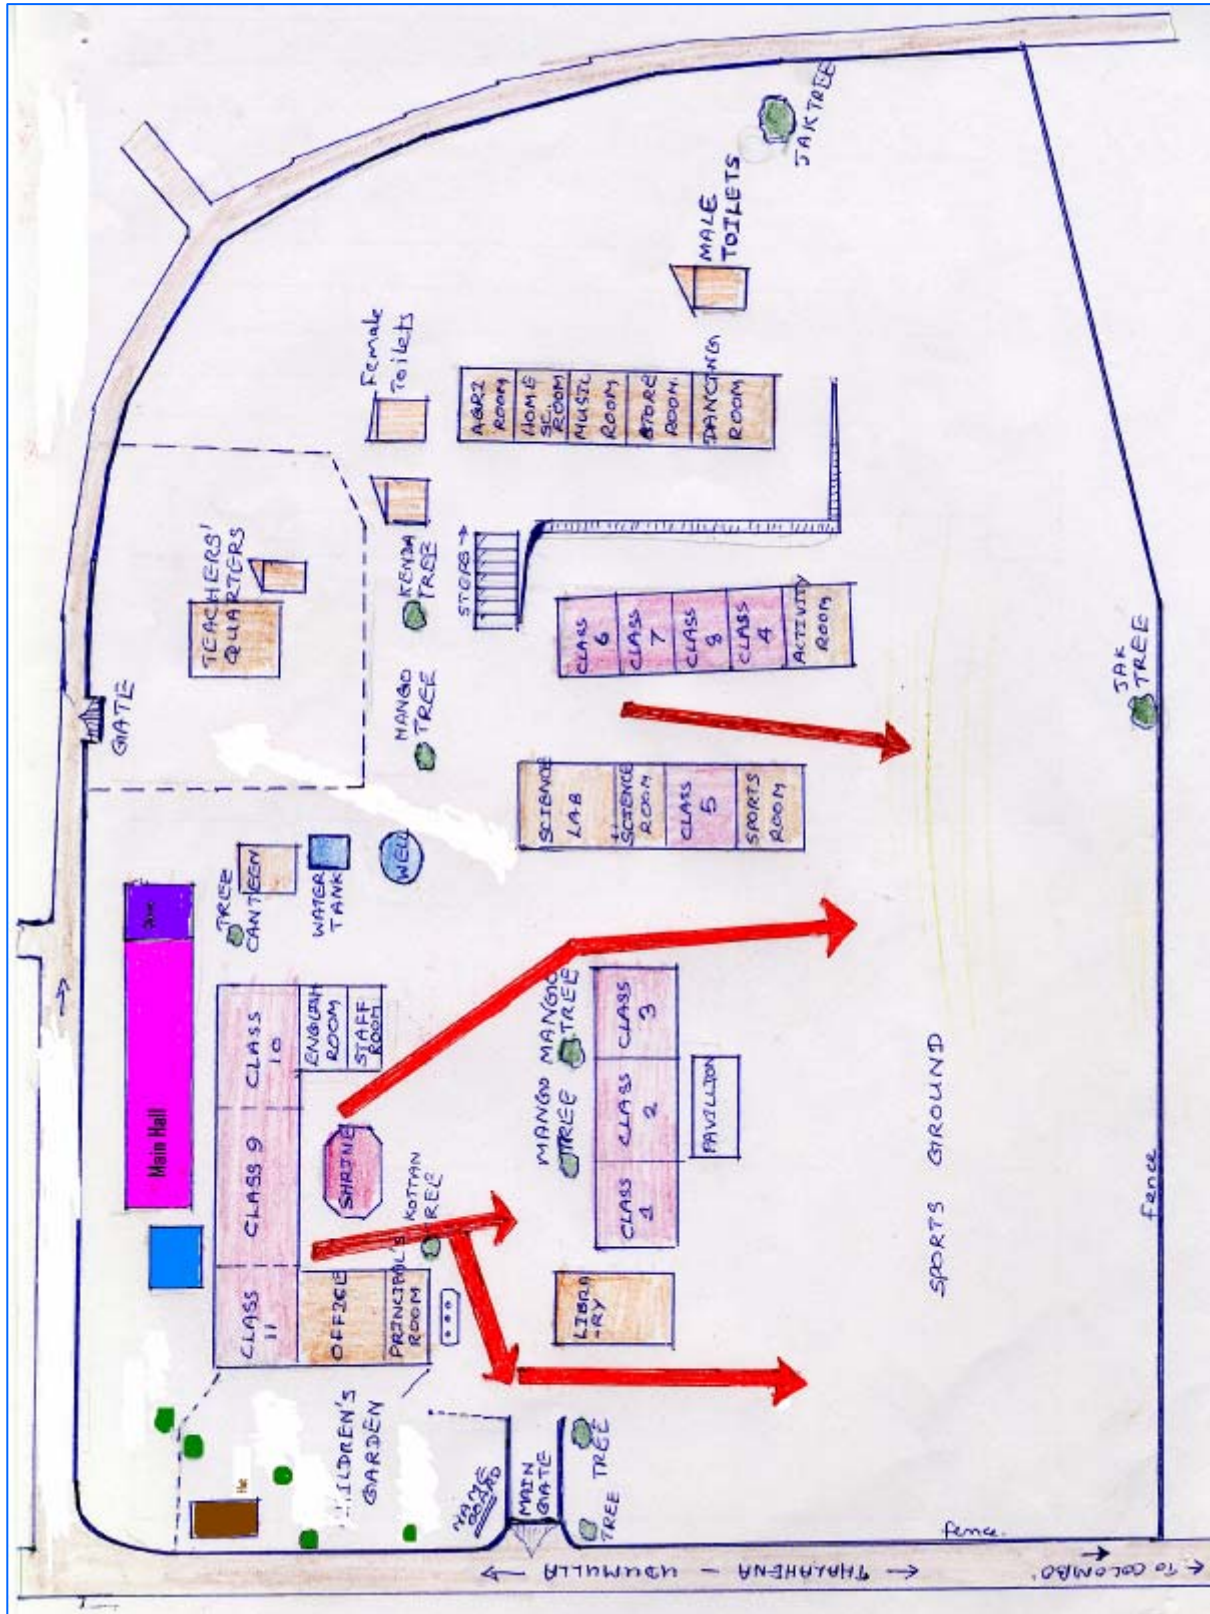 JAK TREE
MALE
TOILETS
Female
Toilets
AGRI
ROOM
HOME
SC.
ROOM
MUSIC
ROOM
STORE
ROOM.
DANCING
ROOM
TEACHERS'
QUARTERS
GATE
KENDA
TREE
MANGO
TREE
STEPS →
CLASS
6
CLASS
7
CLASS
8
CLASS
4
ACTIVITY
ROOM
JAK
TREE
SCIENCE
LAB
SCIENCE
ROOM
CLASS
5
SPORTS
ROOM
TREE
CANTEEN
WATER
TANK
WELL
Main Hall
CLASS
10
CLASS 9
CLASS
11
ENGLISH
ROOM
STAFF
ROOM
SHRINE
KOTTAN
TREE
OFFICE
PRINCIPAL'S
ROOM
MANGO
TREE
MANGO
TREE
CLASS
1
CLASS
2
CLASS
3
PAVILLION
LIBRA
-RY
SPORTS GROUND
fence
CHILDREN'S
GARDEN
Hut
NAME
BOARD
MAIN
GATE
TREE
TREE
fence.
← THALAHENA - UDUMULLA →
← TO COLOMBO.